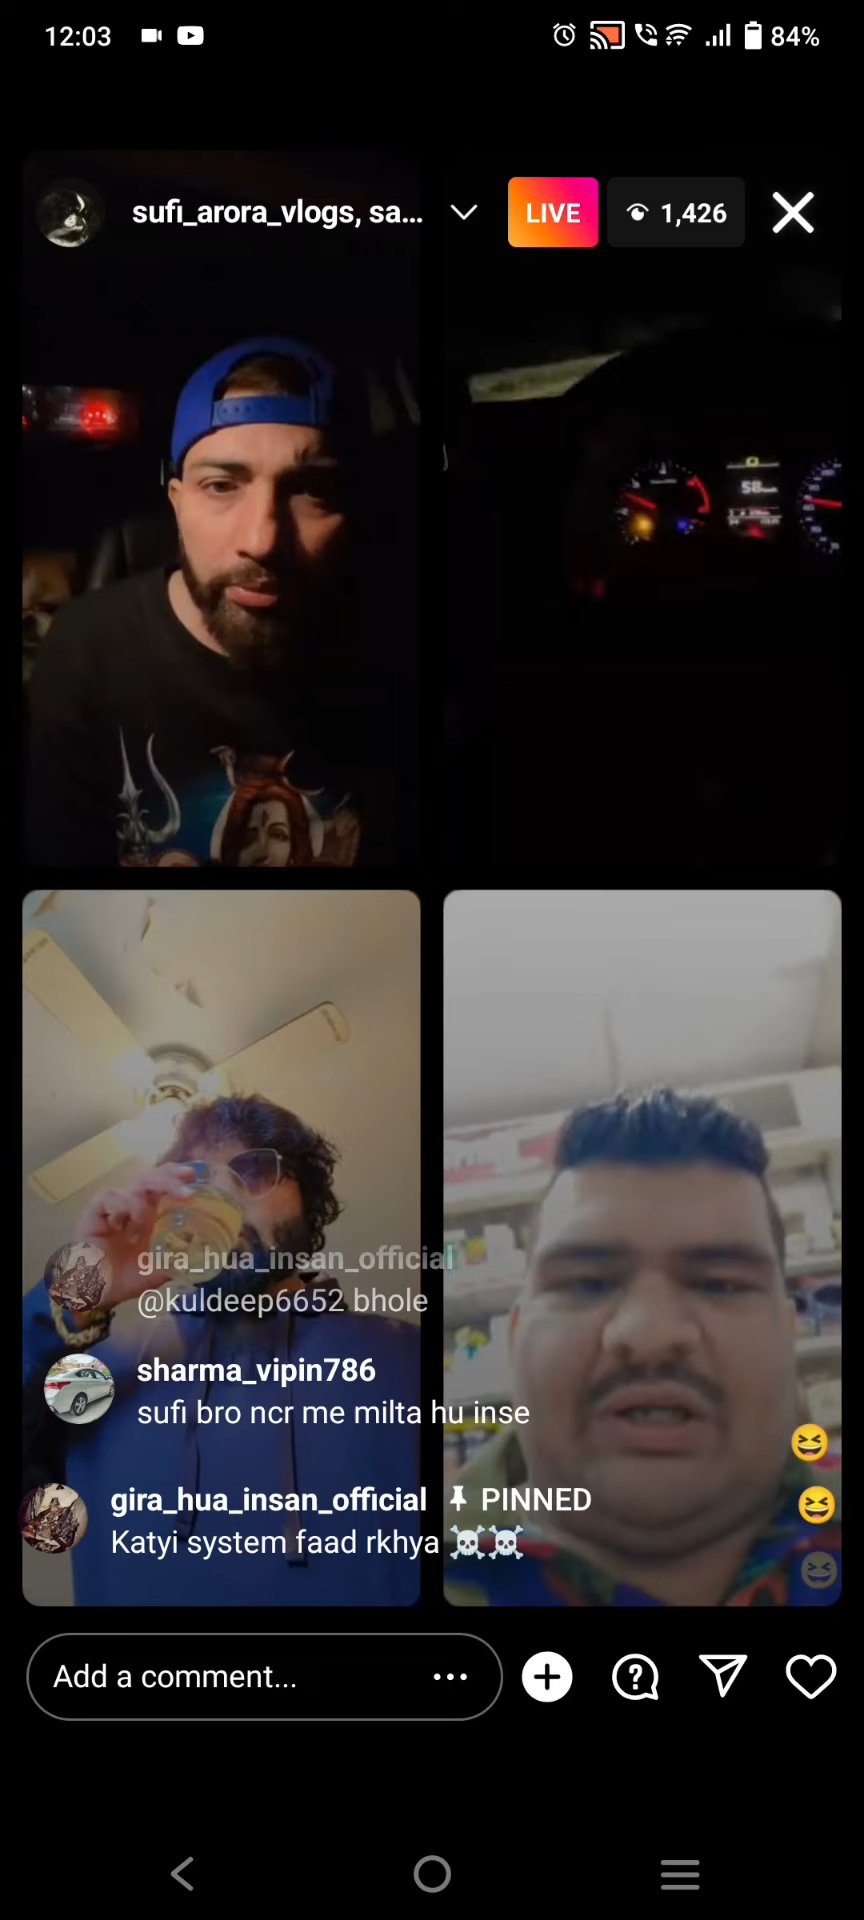 12:03
84%
sufi_arora_vlogs, sa...
LIVE
1,426
58
gira_hua_insan_official
@kuldeep6652 bhole
sharma_vipin786
sufi bro ncr me milta hu inse
gira_hua_insan_official PINNED
Katyi system faad rkhya ☠️☠️
Add a comment...